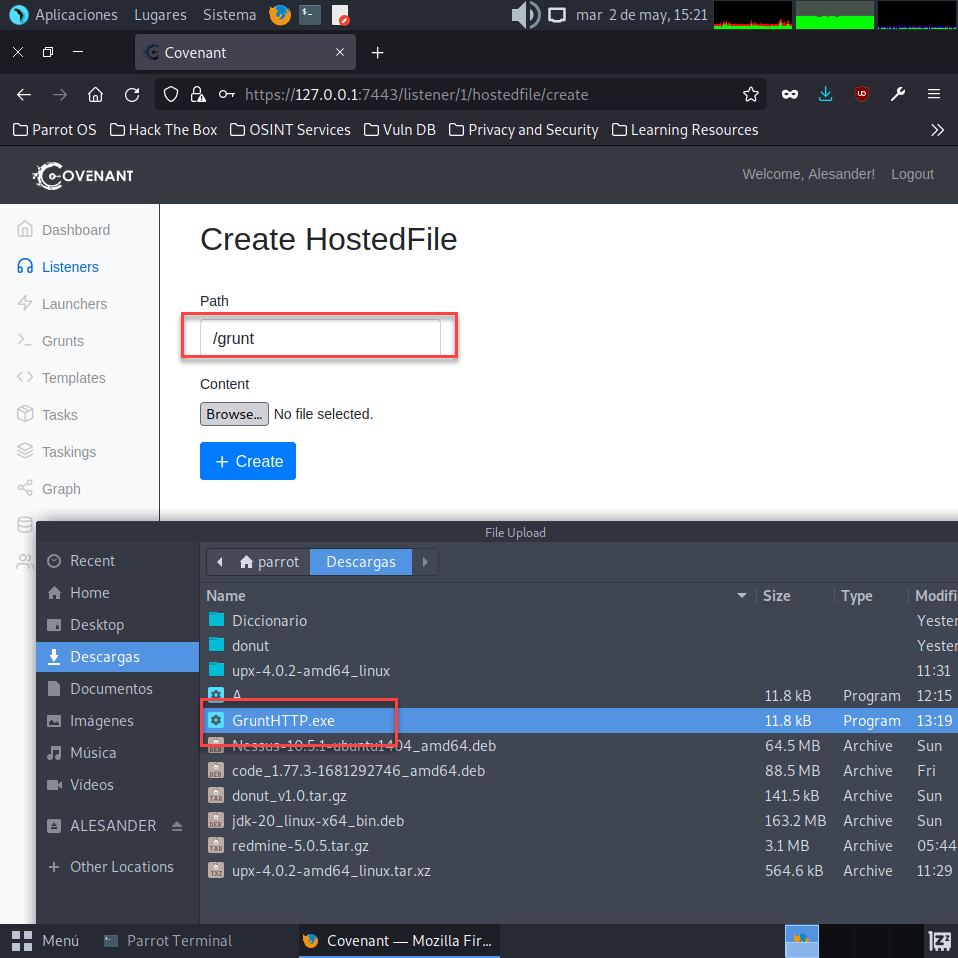 Aplicaciones Lugares Sistema mar 2 de may, 15:21
Covenant
https://127.0.0.1:7443/listener/1/hostedfile/create
Parrot OS Hack The Box OSINT Services Vuln DB Privacy and Security Learning Resources
COVENANT Welcome, Alesander! Logout
Dashboard
Listeners
Launchers
Grunts
Templates
Tasks
Taskings
Graph
Create HostedFile
Path
/grunt
Content
Browse... No file selected.
+ Create
File Upload
Recent
Home
Desktop
Descargas
Documentos
Imágenes
Música
Vídeos
ALESANDER
+ Other Locations
parrot Descargas
Name Size Type Modifi
Diccionario Yester
donut Yester
upx-4.0.2-amd64_linux 11:31
A 11.8 kB Program 12:15
GruntHTTP.exe 11.8 kB Program 13:19
Nessus-10.5.1-ubuntu1404_amd64.deb 64.5 MB Archive Sun
code_1.77.3-1681292746_amd64.deb 88.5 MB Archive Fri
donut_v1.0.tar.gz 141.5 kB Archive Sun
jdk-20_linux-x64_bin.deb 163.2 MB Archive Sun
redmine-5.0.5.tar.gz 3.1 MB Archive 05:44
upx-4.0.2-amd64_linux.tar.xz 564.6 kB Archive 11:29
Menú Parrot Terminal Covenant — Mozilla Fir...